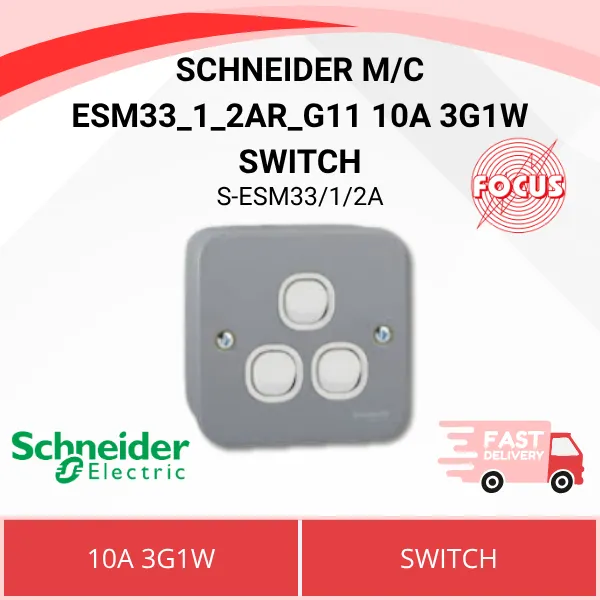 SCHNEIDER M/C
ESM33_1_2AR_G11 10A 3G1W
SWITCH
S-ESM33/1/2A
FOCUS
Schneider
Electric
FAST
DELIVERY
10A 3G1W
SWITCH